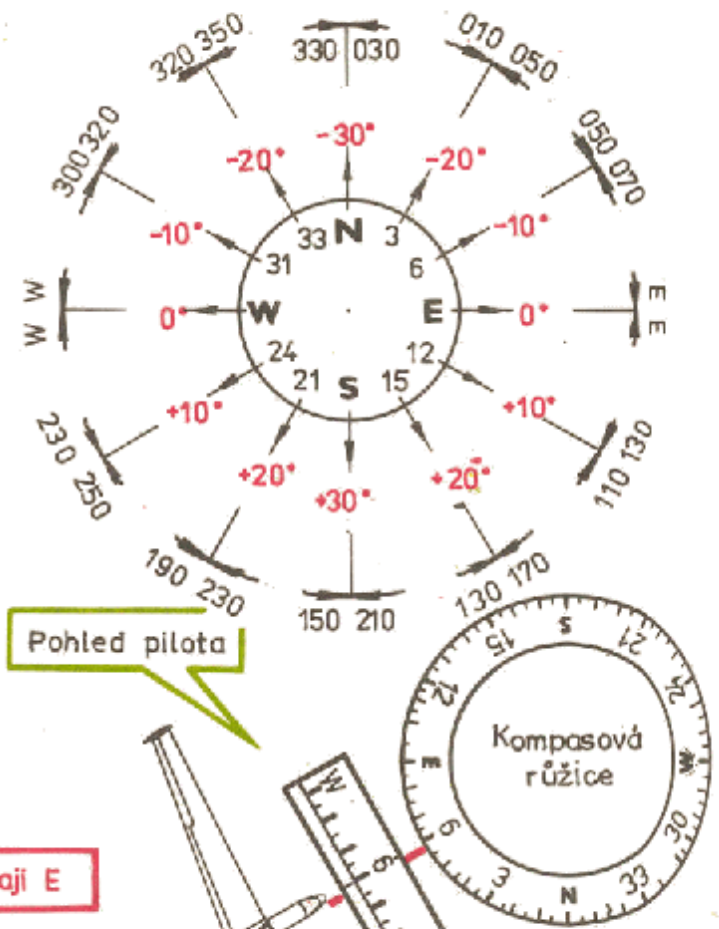 320 350
330 030
010 050
300 320
-20°
-30°
-20°
050 070
-10°
33 N 3
-10°
31
6
W W
0°
W
E
0°
E E
24
12
21 S 15
230 250
+10°
+10°
110 130
+20°
+30°
+20°
190 230
150 210
130 170
Pohled pilota
15 S 21
12 24
E
Kompasová
růžice
W
6
30
3 N 33
W
6
ají E